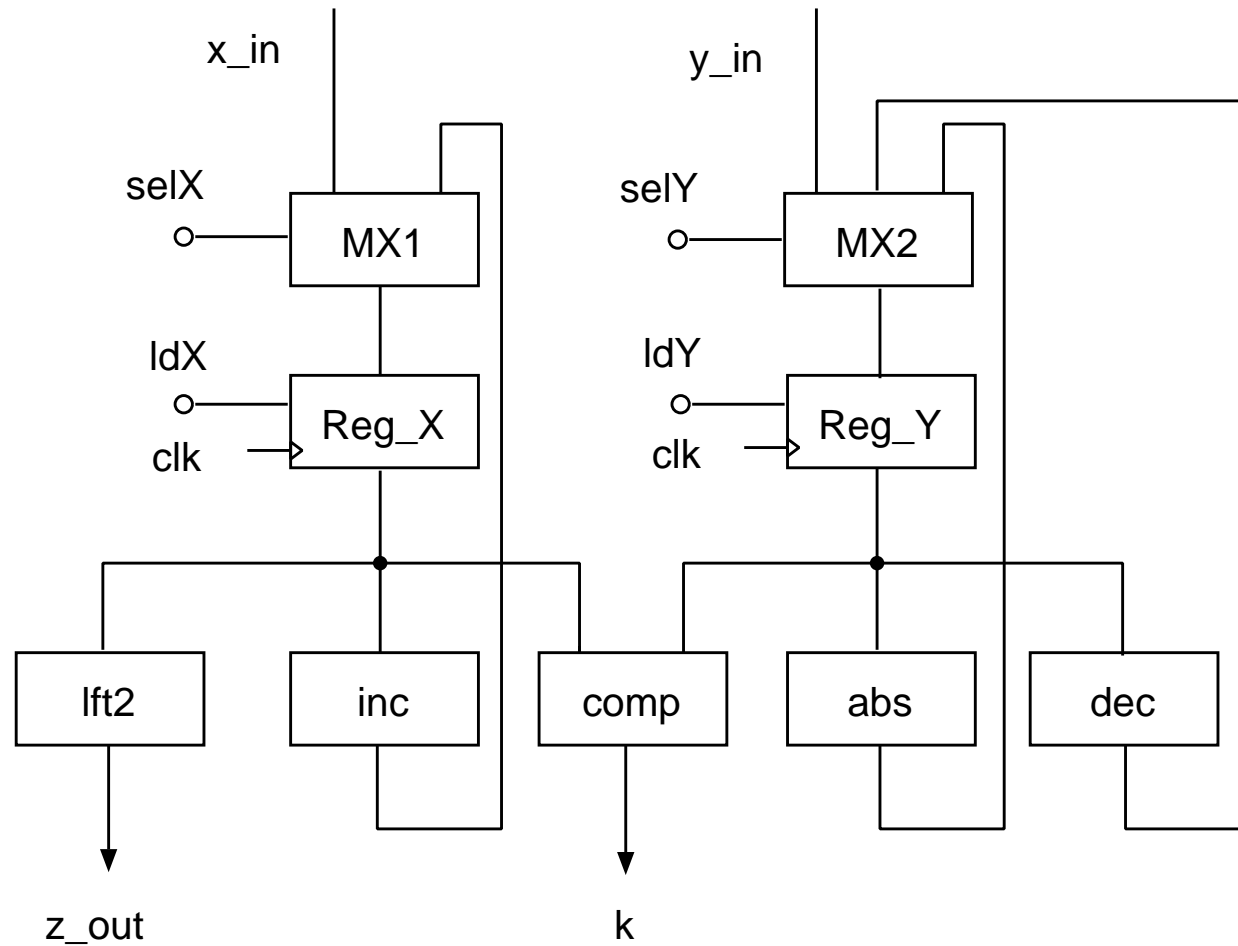 x_in
y_in
selX
selY
MX1
MX2
ldX
ldY
Reg_X
Reg_Y
clk
clk
lft2
inc
comp
abs
dec
z_out
k